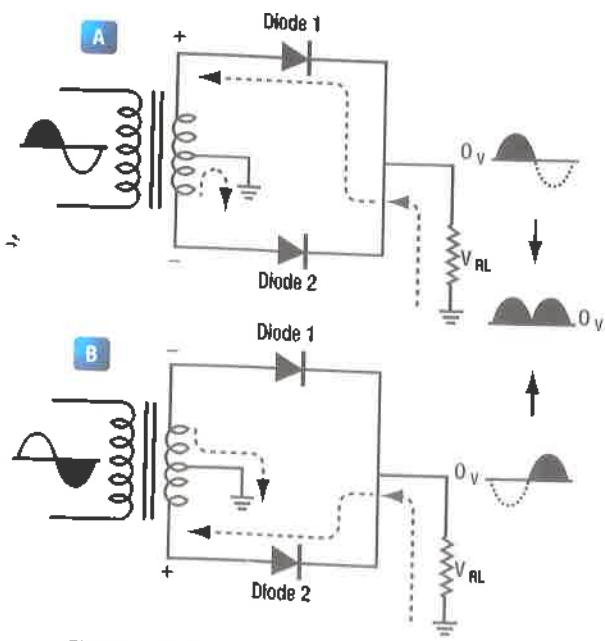 A
+
Diode 1
0 V
−
Diode 2
V RL
0 V
B
−
Diode 1
0 V
+
Diode 2
V RL